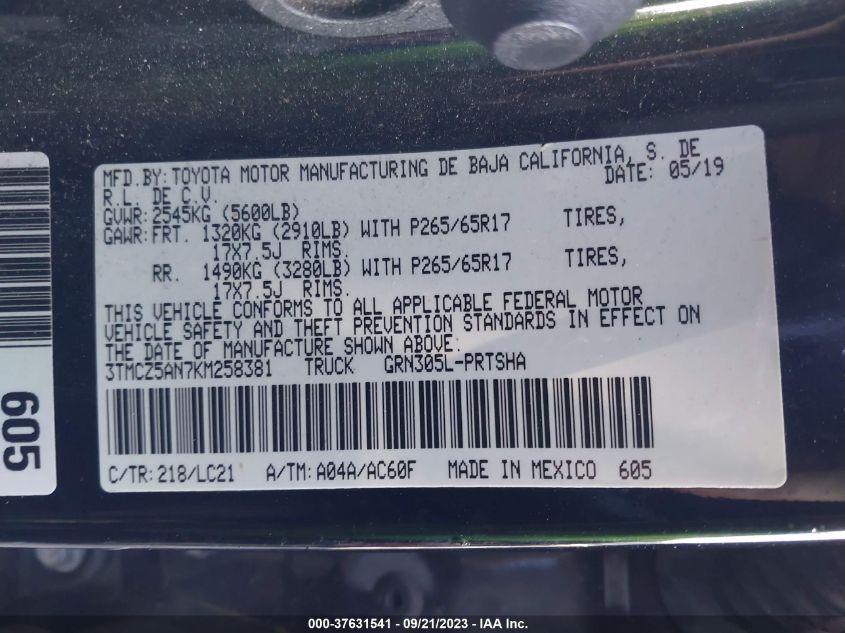 MFD.BY:TOYOTA MOTOR MANUFACTURING DE BAJA CALIFORNIA, S. DE
R.L. DE C.V. DATE: 05/19
GVWR:2545KG (5600LB)
GAWR:FRT. 1320KG (2910LB) WITH P265/65R17 TIRES,
17X7.5J RIMS.
RR. 1490KG (3280LB) WITH P265/65R17 TIRES,
17X7.5J RIMS.
THIS VEHICLE CONFORMS TO ALL APPLICABLE FEDERAL MOTOR
VEHICLE SAFETY AND THEFT PREVENTION STANDARDS IN EFFECT ON
THE DATE OF MANUFACTURE SHOWN ABOVE.
3TMCZ5AN7KM258381 TRUCK GRN305L-PRTSHA
C/TR:218/LC21 A/TM:A04A/AC60F MADE IN MEXICO 605
605
000-37631541 - 09/21/2023 - IAA Inc.